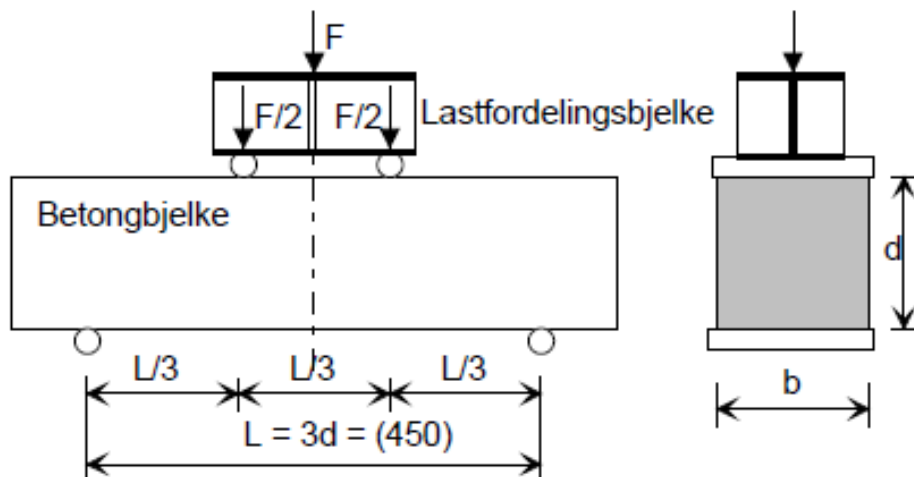 F
F/2 F/2 Lastfordelingsbjelke
Betongbjelke
d
L/3 L/3 L/3
b
L = 3d = (450)